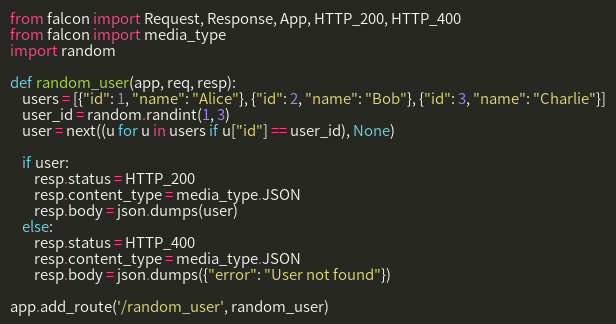 from falcon import Request, Response, App, HTTP_200, HTTP_400
from falcon import media_type
import random
def random_user(app, req, resp):
users = [{"id": 1, "name": "Alice"}, {"id": 2, "name": "Bob"}, {"id": 3, "name": "Charlie"}]
user_id = random.randint(1, 3)
user = next((u for u in users if u["id"] == user_id), None)
if user:
resp.status = HTTP_200
resp.content_type = media_type.JSON
resp.body = json.dumps(user)
else:
resp.status = HTTP_400
resp.content_type = media_type.JSON
resp.body = json.dumps({"error": "User not found"})
app.add_route('/random_user', random_user)